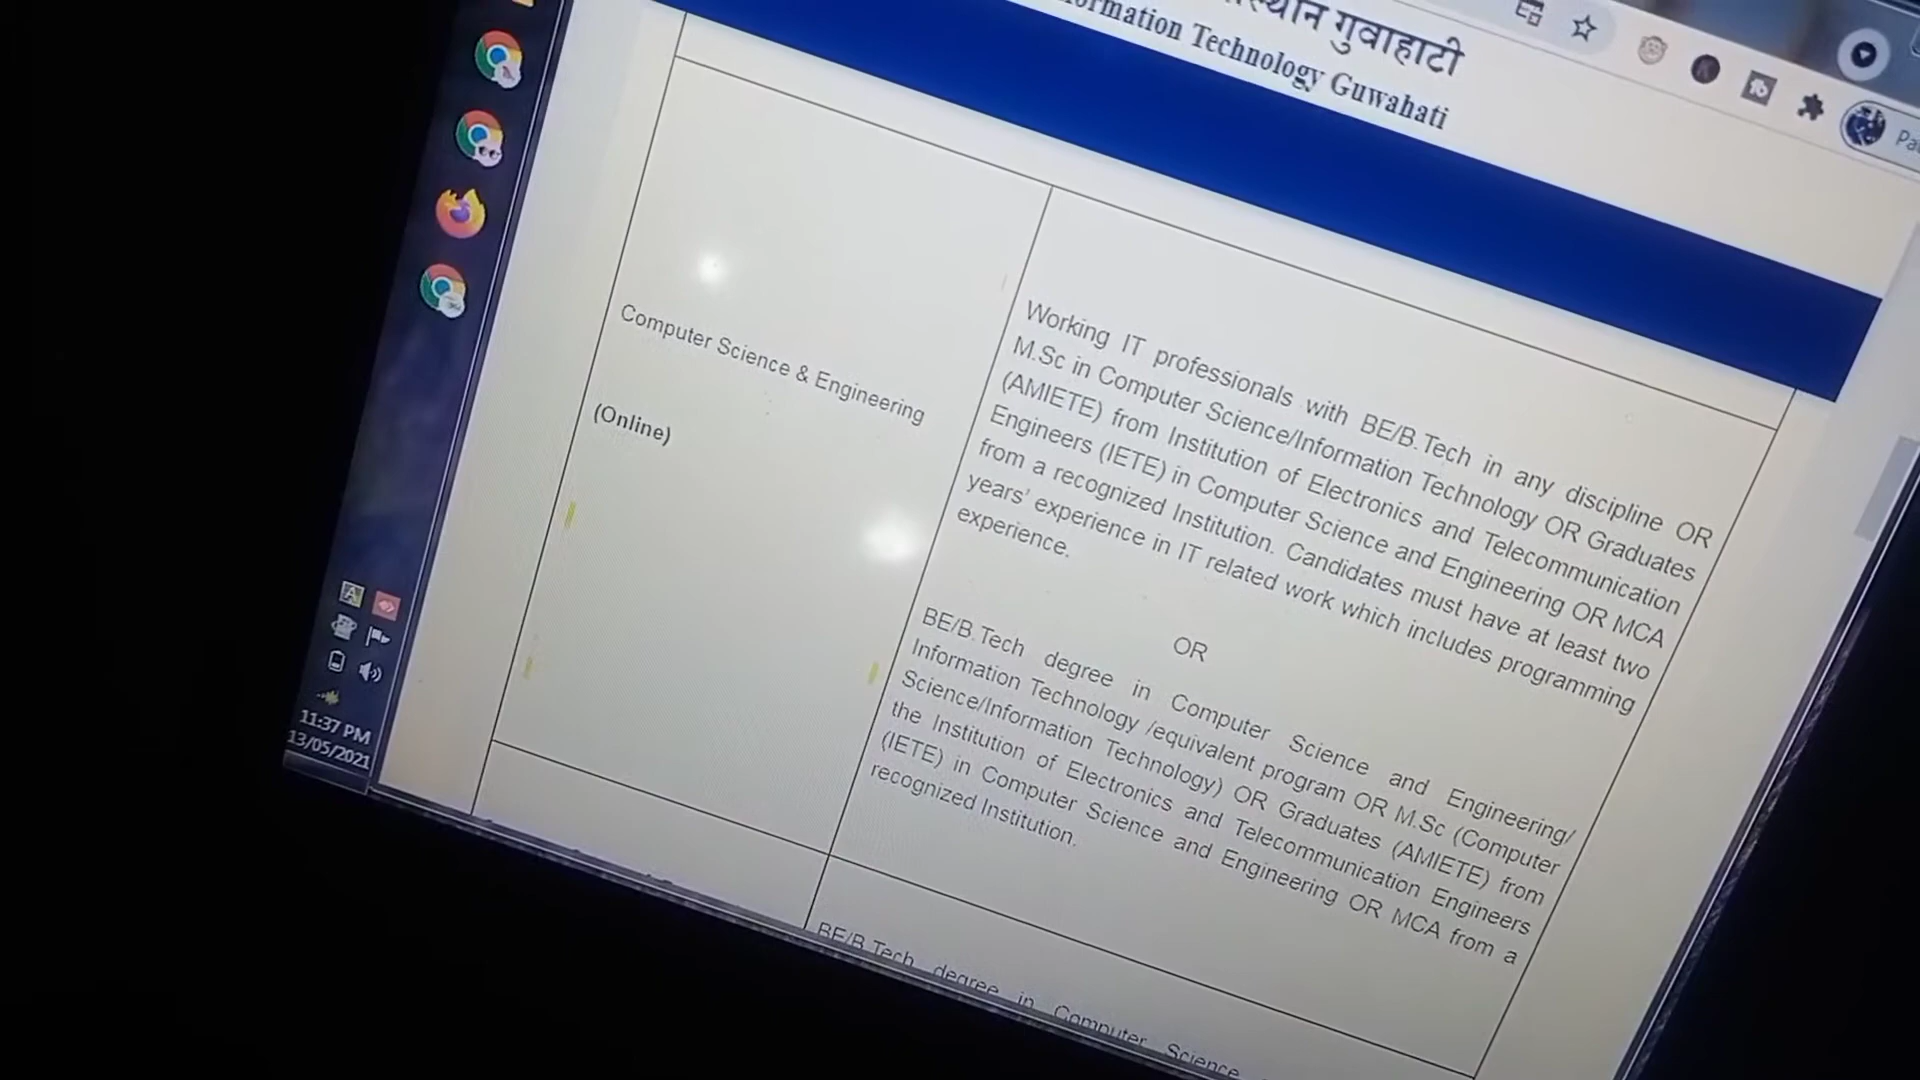 गुवाहाटी
Information Technology Guwahati
Computer Science & Engineering
(Online)
Working IT professionals with BE/B.Tech in any discipline OR
M.Sc in Computer Science/Information Technology OR Graduates
(AMIETE) from Institution of Electronics and Telecommunication
Engineers (IETE) in Computer Science and Engineering OR MCA
from a recognized Institution. Candidates must have at least two
years' experience in IT related work which includes programming
experience.
OR
BE/B.Tech degree in Computer Science and Engineering/
Information Technology /equivalent program OR M.Sc (Computer
Science/Information Technology) OR Graduates (AMIETE) from
the Institution of Electronics and Telecommunication Engineers
(IETE) in Computer Science and Engineering OR MCA from a
recognized Institution.
BE/B.Tech degree in Computer Science
11:37 PM
13/05/2021